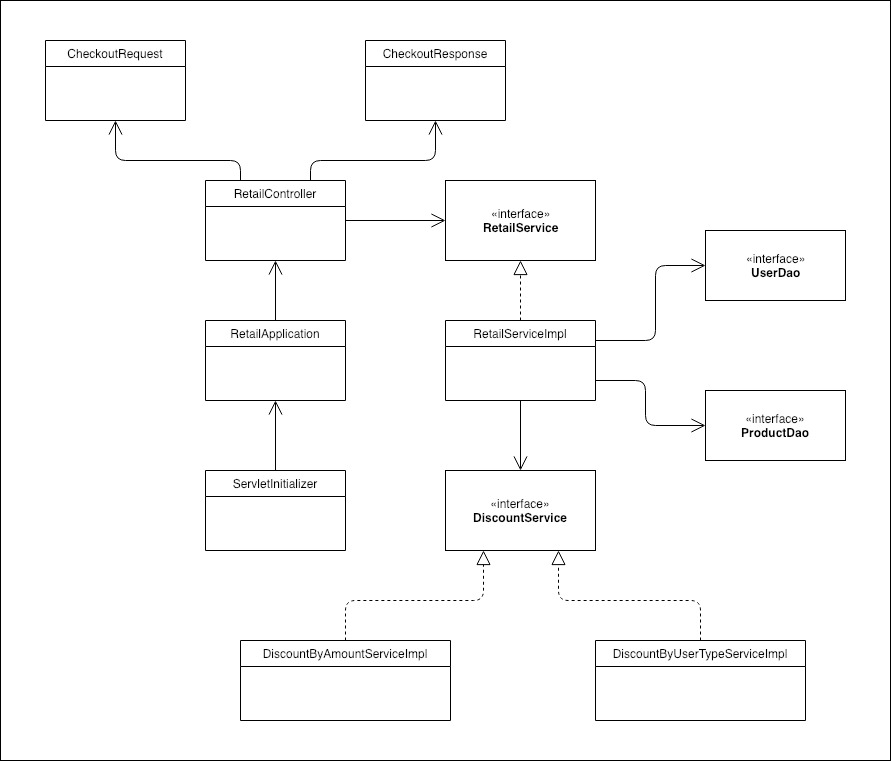 CheckoutRequest
CheckoutResponse
RetailController
«interface»
RetailService
«interface»
UserDao
RetailApplication
RetailServiceImpl
«interface»
ProductDao
ServletInitializer
«interface»
DiscountService
DiscountByAmountServiceImpl
DiscountByUserTypeServiceImpl